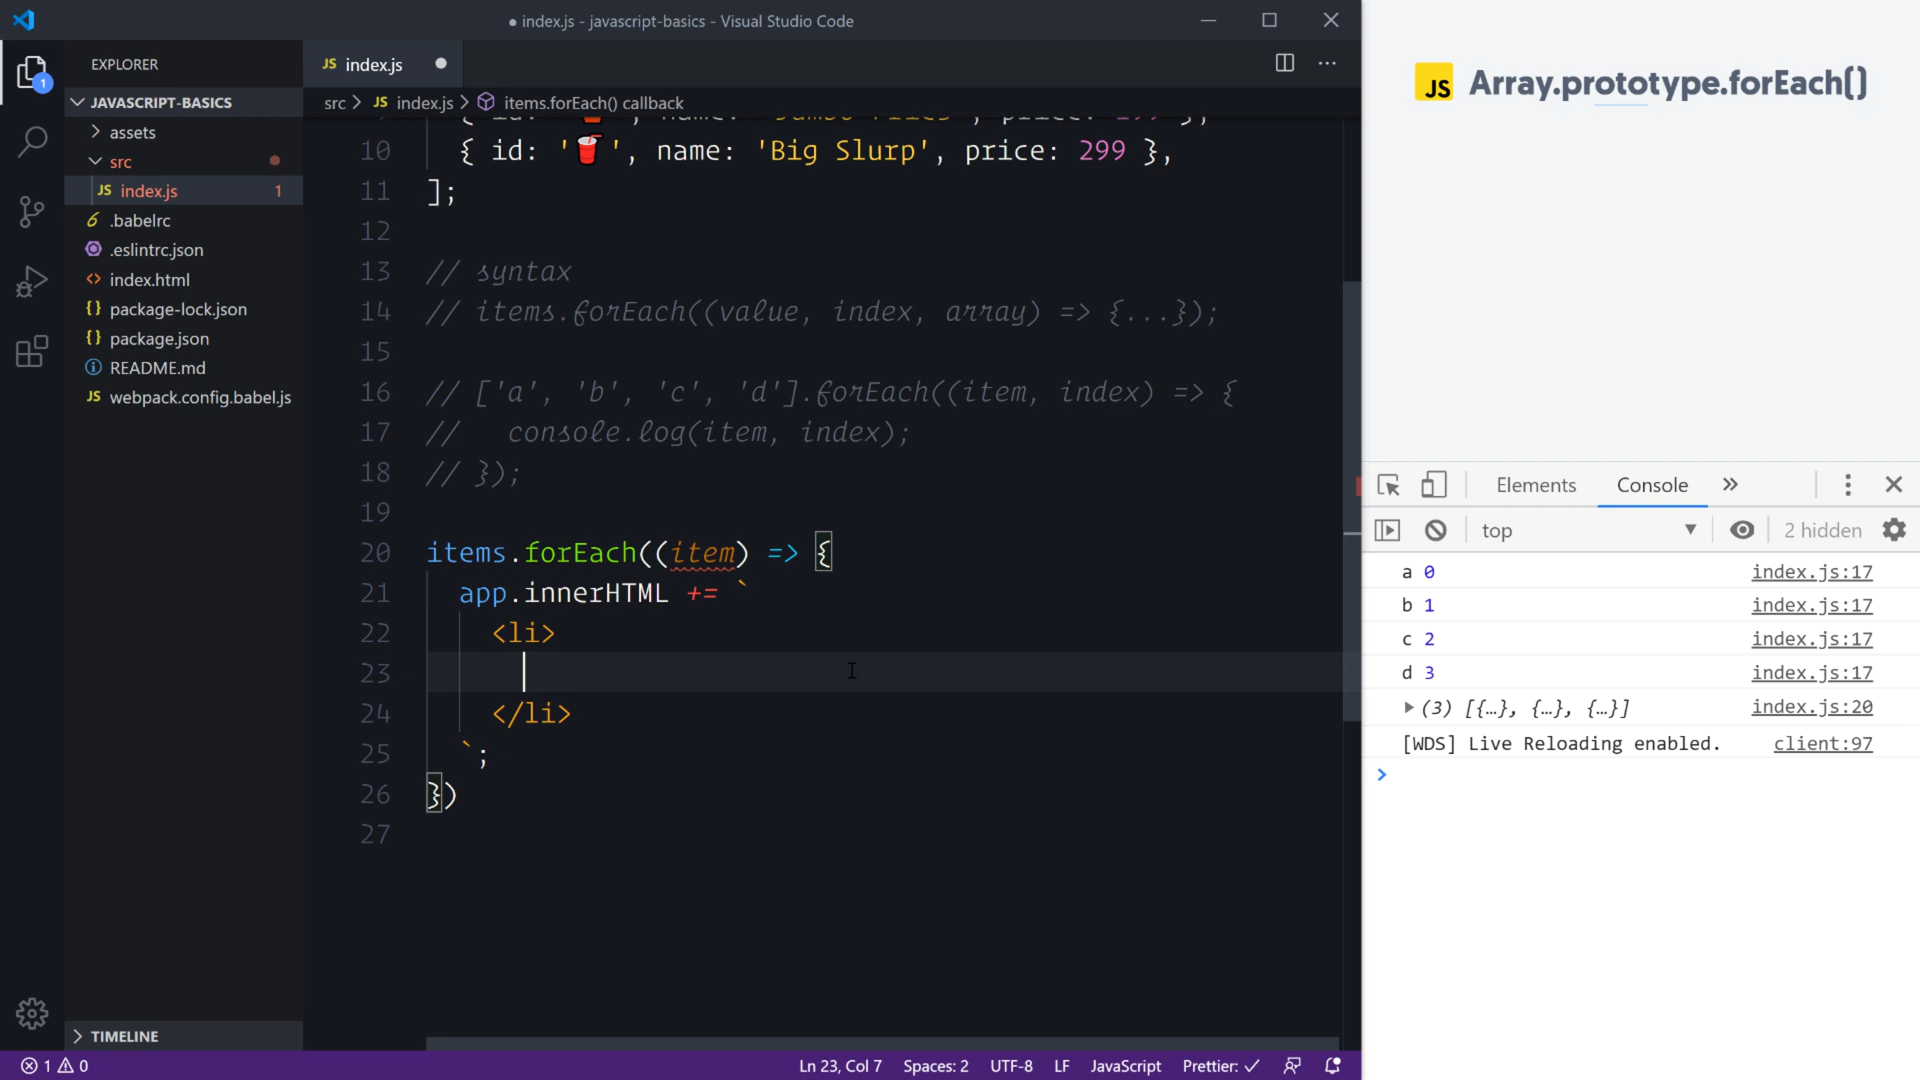 ● index.js - javascript-basics - Visual Studio Code
EXPLORER
JAVASCRIPT-BASICS
assets
src
JS index.js 1
.babelrc
.eslintrc.json
index.html
package-lock.json
package.json
README.md
JS webpack.config.babel.js
TIMELINE
1
JS index.js
src > JS index.js > items.forEach() callback
10 { id: '🥤', name: 'Big Slurp', price: 299 },
11 ];
12
13 // syntax
14 // items.forEach((value, index, array) => {...});
15
16 // ['a', 'b', 'c', 'd'].forEach((item, index) => {
17 //   console.log(item, index);
18 // });
19
20 items.forEach((item) => {
21   app.innerHTML += `
22     <li>
23
24     </li>
25   `;
26 })
27
1 0
Ln 23, Col 7 Spaces: 2 UTF-8 LF JavaScript Prettier: ✓
JS Array.prototype.forEach()
Elements Console »
top 2 hidden
a 0 index.js:17
b 1 index.js:17
c 2 index.js:17
d 3 index.js:17
(3) [{…}, {…}, {…}] index.js:20
[WDS] Live Reloading enabled. client:97
>